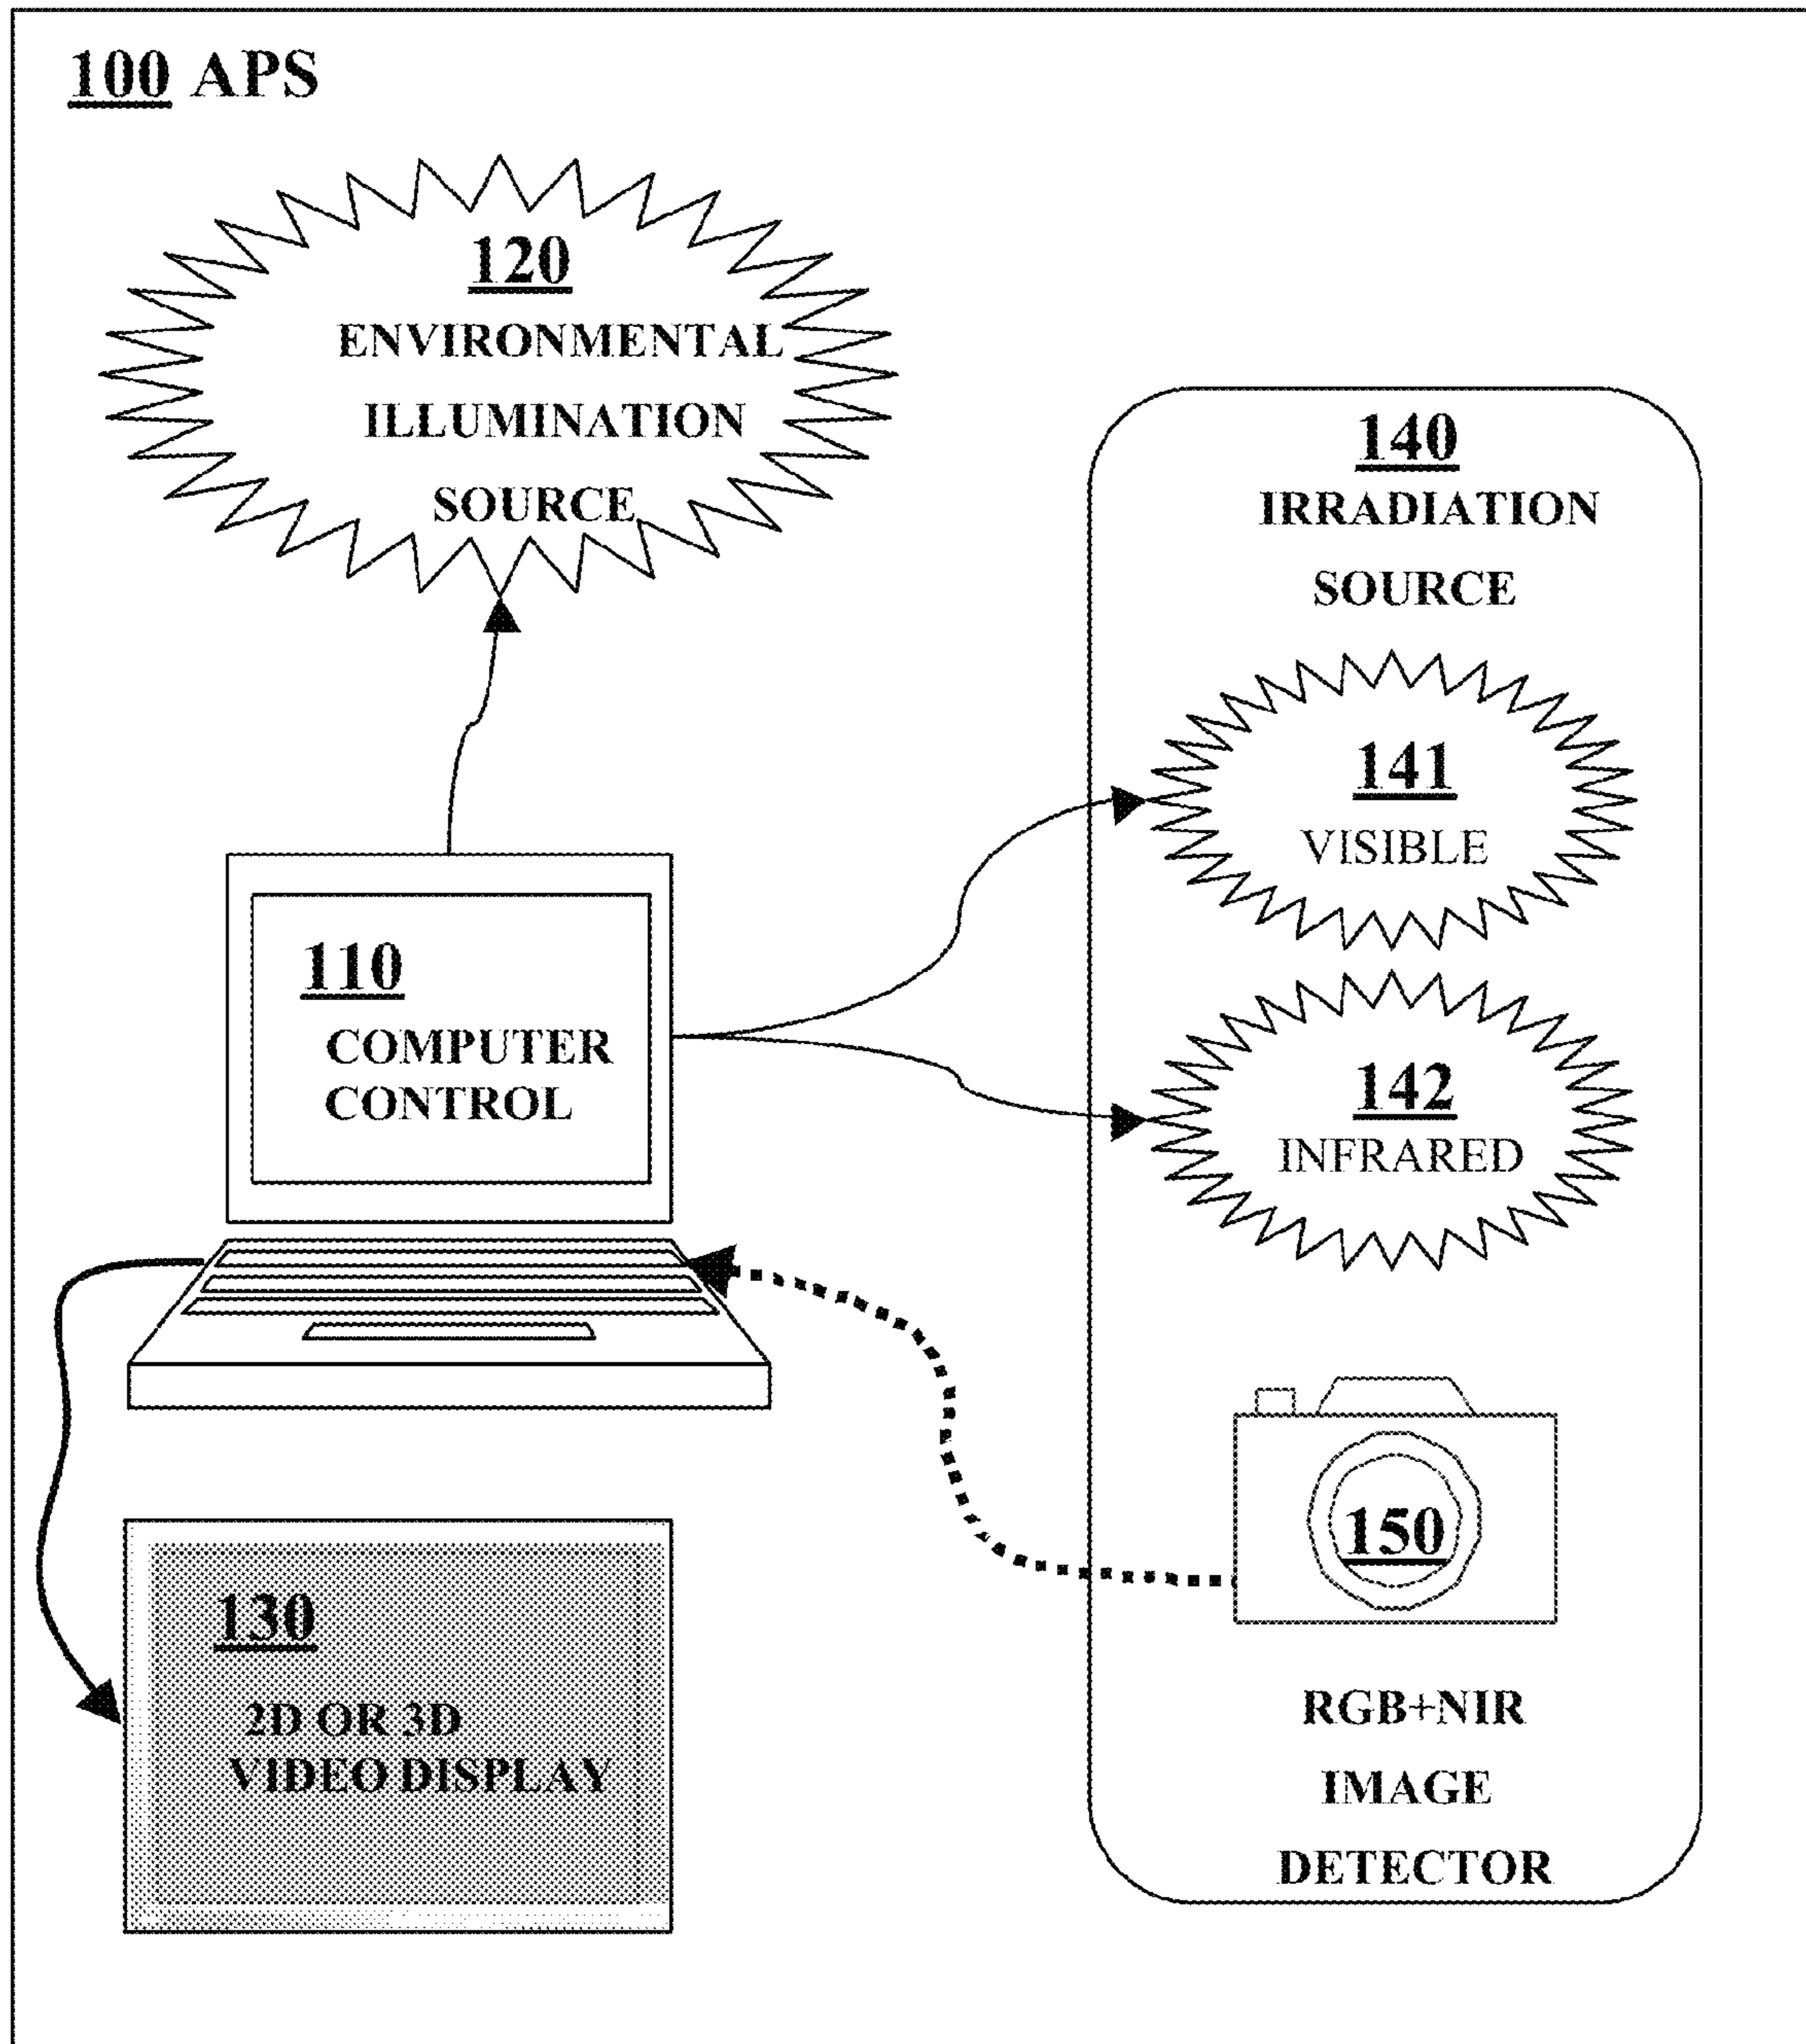 100 APS
120
ENVIRONMENTAL
ILLUMINATION
SOURCE
140
IRRADIATION
SOURCE
141
VISIBLE
110
COMPUTER
CONTROL
142
INFRARED
150
RGB+NIR
IMAGE
DETECTOR
130
2D OR 3D
VIDEO DISPLAY